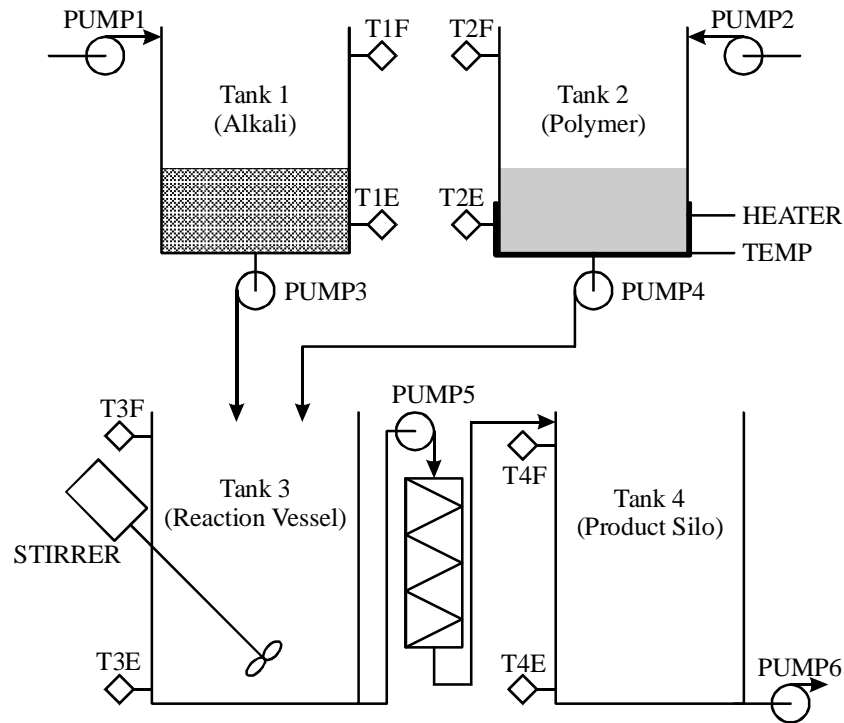 PUMP1
T1F
T2F
PUMP2
Tank 1
(Alkali)
Tank 2
(Polymer)
T1E
T2E
HEATER
TEMP
PUMP3
PUMP4
PUMP5
T3F
T4F
Tank 3
(Reaction Vessel)
Tank 4
(Product Silo)
STIRRER
T3E
T4E
PUMP6